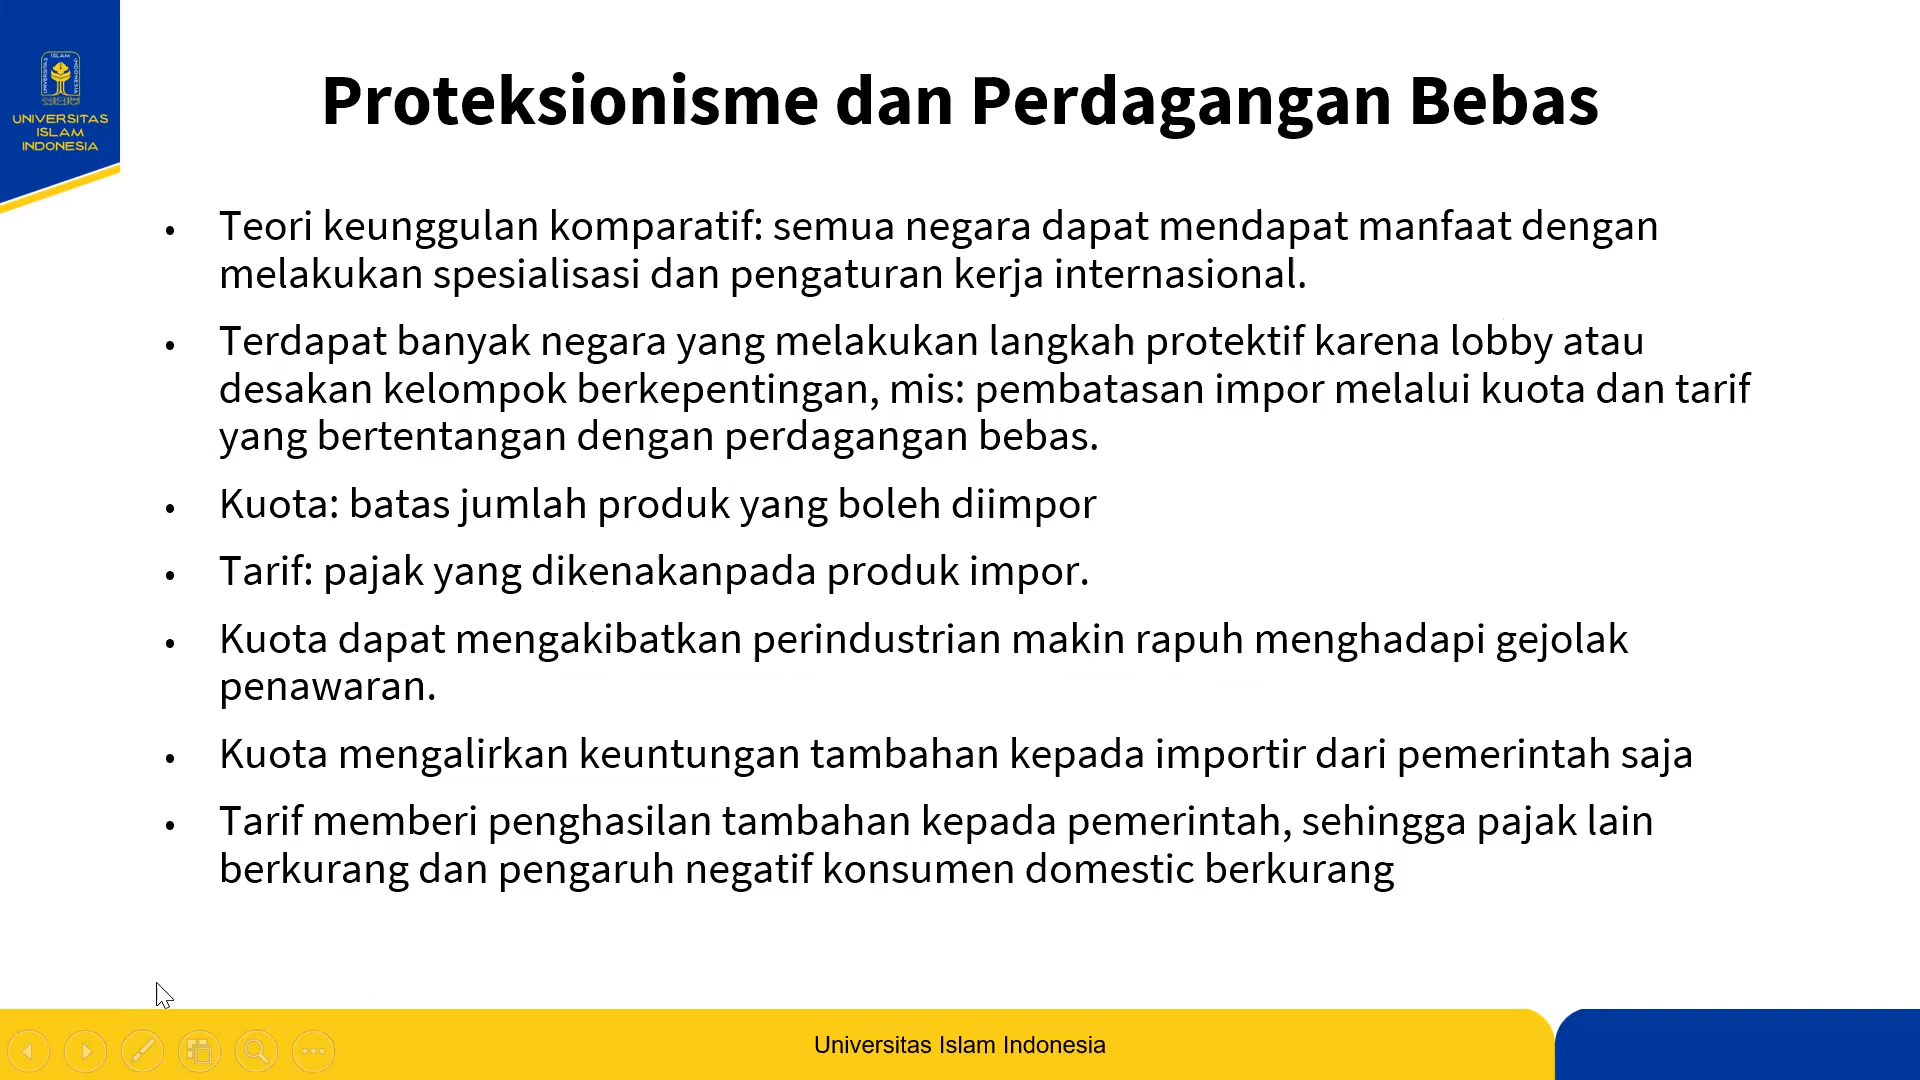 UNIVERSITAS
ISLAM
INDONESIA
Proteksionisme dan Perdagangan Bebas
• Teori keunggulan komparatif: semua negara dapat mendapat manfaat dengan
melakukan spesialisasi dan pengaturan kerja internasional.
• Terdapat banyak negara yang melakukan langkah protektif karena lobby atau
desakan kelompok berkepentingan, mis: pembatasan impor melalui kuota dan tarif
yang bertentangan dengan perdagangan bebas.
• Kuota: batas jumlah produk yang boleh diimpor
• Tarif: pajak yang dikenakanpada produk impor.
• Kuota dapat mengakibatkan perindustrian makin rapuh menghadapi gejolak
penawaran.
• Kuota mengalirkan keuntungan tambahan kepada importir dari pemerintah saja
• Tarif memberi penghasilan tambahan kepada pemerintah, sehingga pajak lain
berkurang dan pengaruh negatif konsumen domestic berkurang
Universitas Islam Indonesia